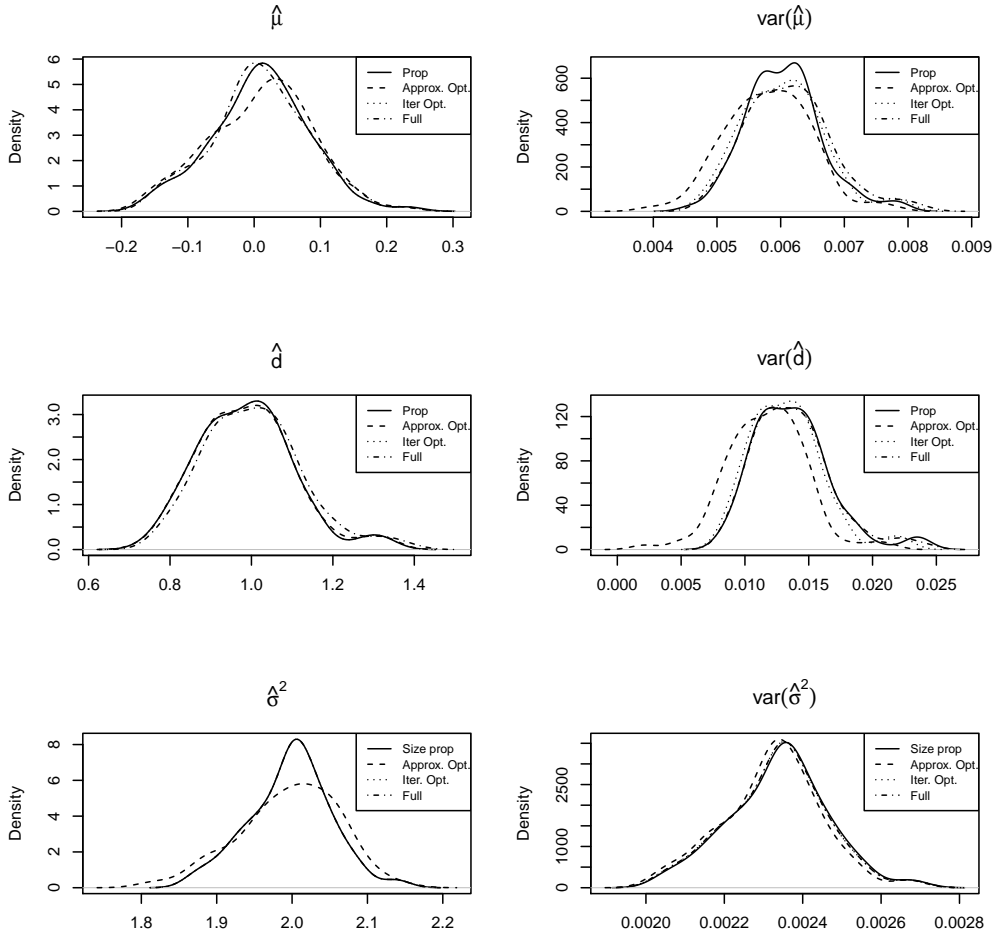 μ̂
Density
0 1 2 3 4 5 6
−0.2 −0.1 0.0 0.1 0.2 0.3
Prop
Approx. Opt.
Iter Opt.
Full
var(μ̂)
Density
0 200 400 600
0.004 0.005 0.006 0.007 0.008 0.009
Prop
Approx. Opt.
Iter Opt.
Full
d̂
Density
0.0 1.0 2.0 3.0
0.6 0.8 1.0 1.2 1.4
Prop
Approx. Opt.
Iter Opt.
Full
var(d̂)
Density
0 40 80 120
0.000 0.005 0.010 0.015 0.020 0.025
Prop
Approx. Opt.
Iter Opt.
Full
σ̂²
Density
0 2 4 6 8
1.8 1.9 2.0 2.1 2.2
Size prop
Approx. Opt.
Iter. Opt.
Full
var(σ̂²)
Density
0 1000 2500
0.0020 0.0022 0.0024 0.0026 0.0028
Size prop
Approx. Opt.
Iter. Opt.
Full